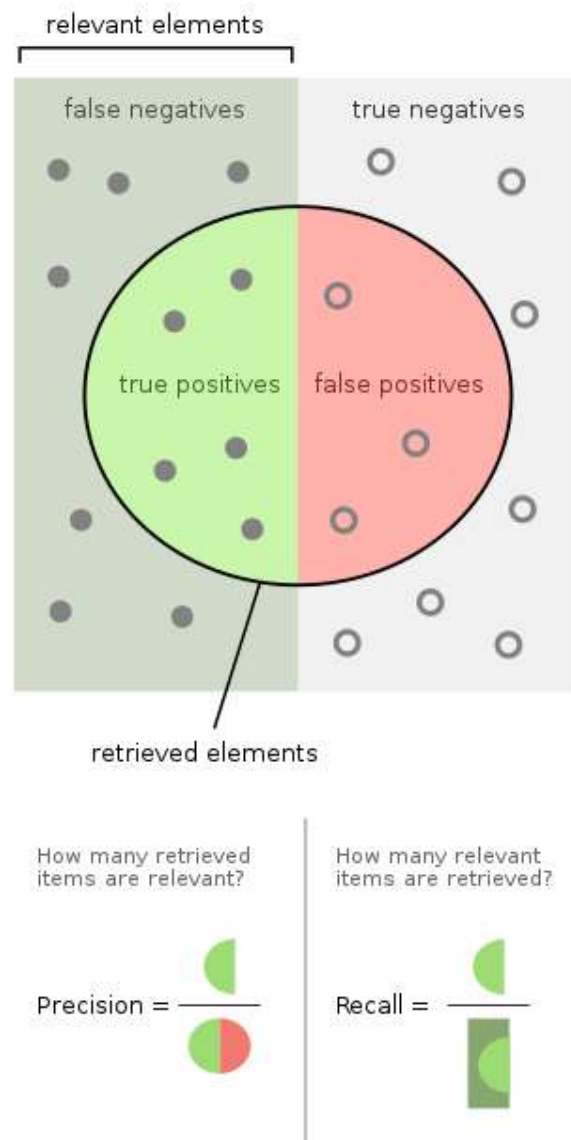 relevant elements
false negatives
true negatives
true positives
false positives
retrieved elements
How many retrieved
items are relevant?
Precision =
How many relevant
items are retrieved?
Recall =